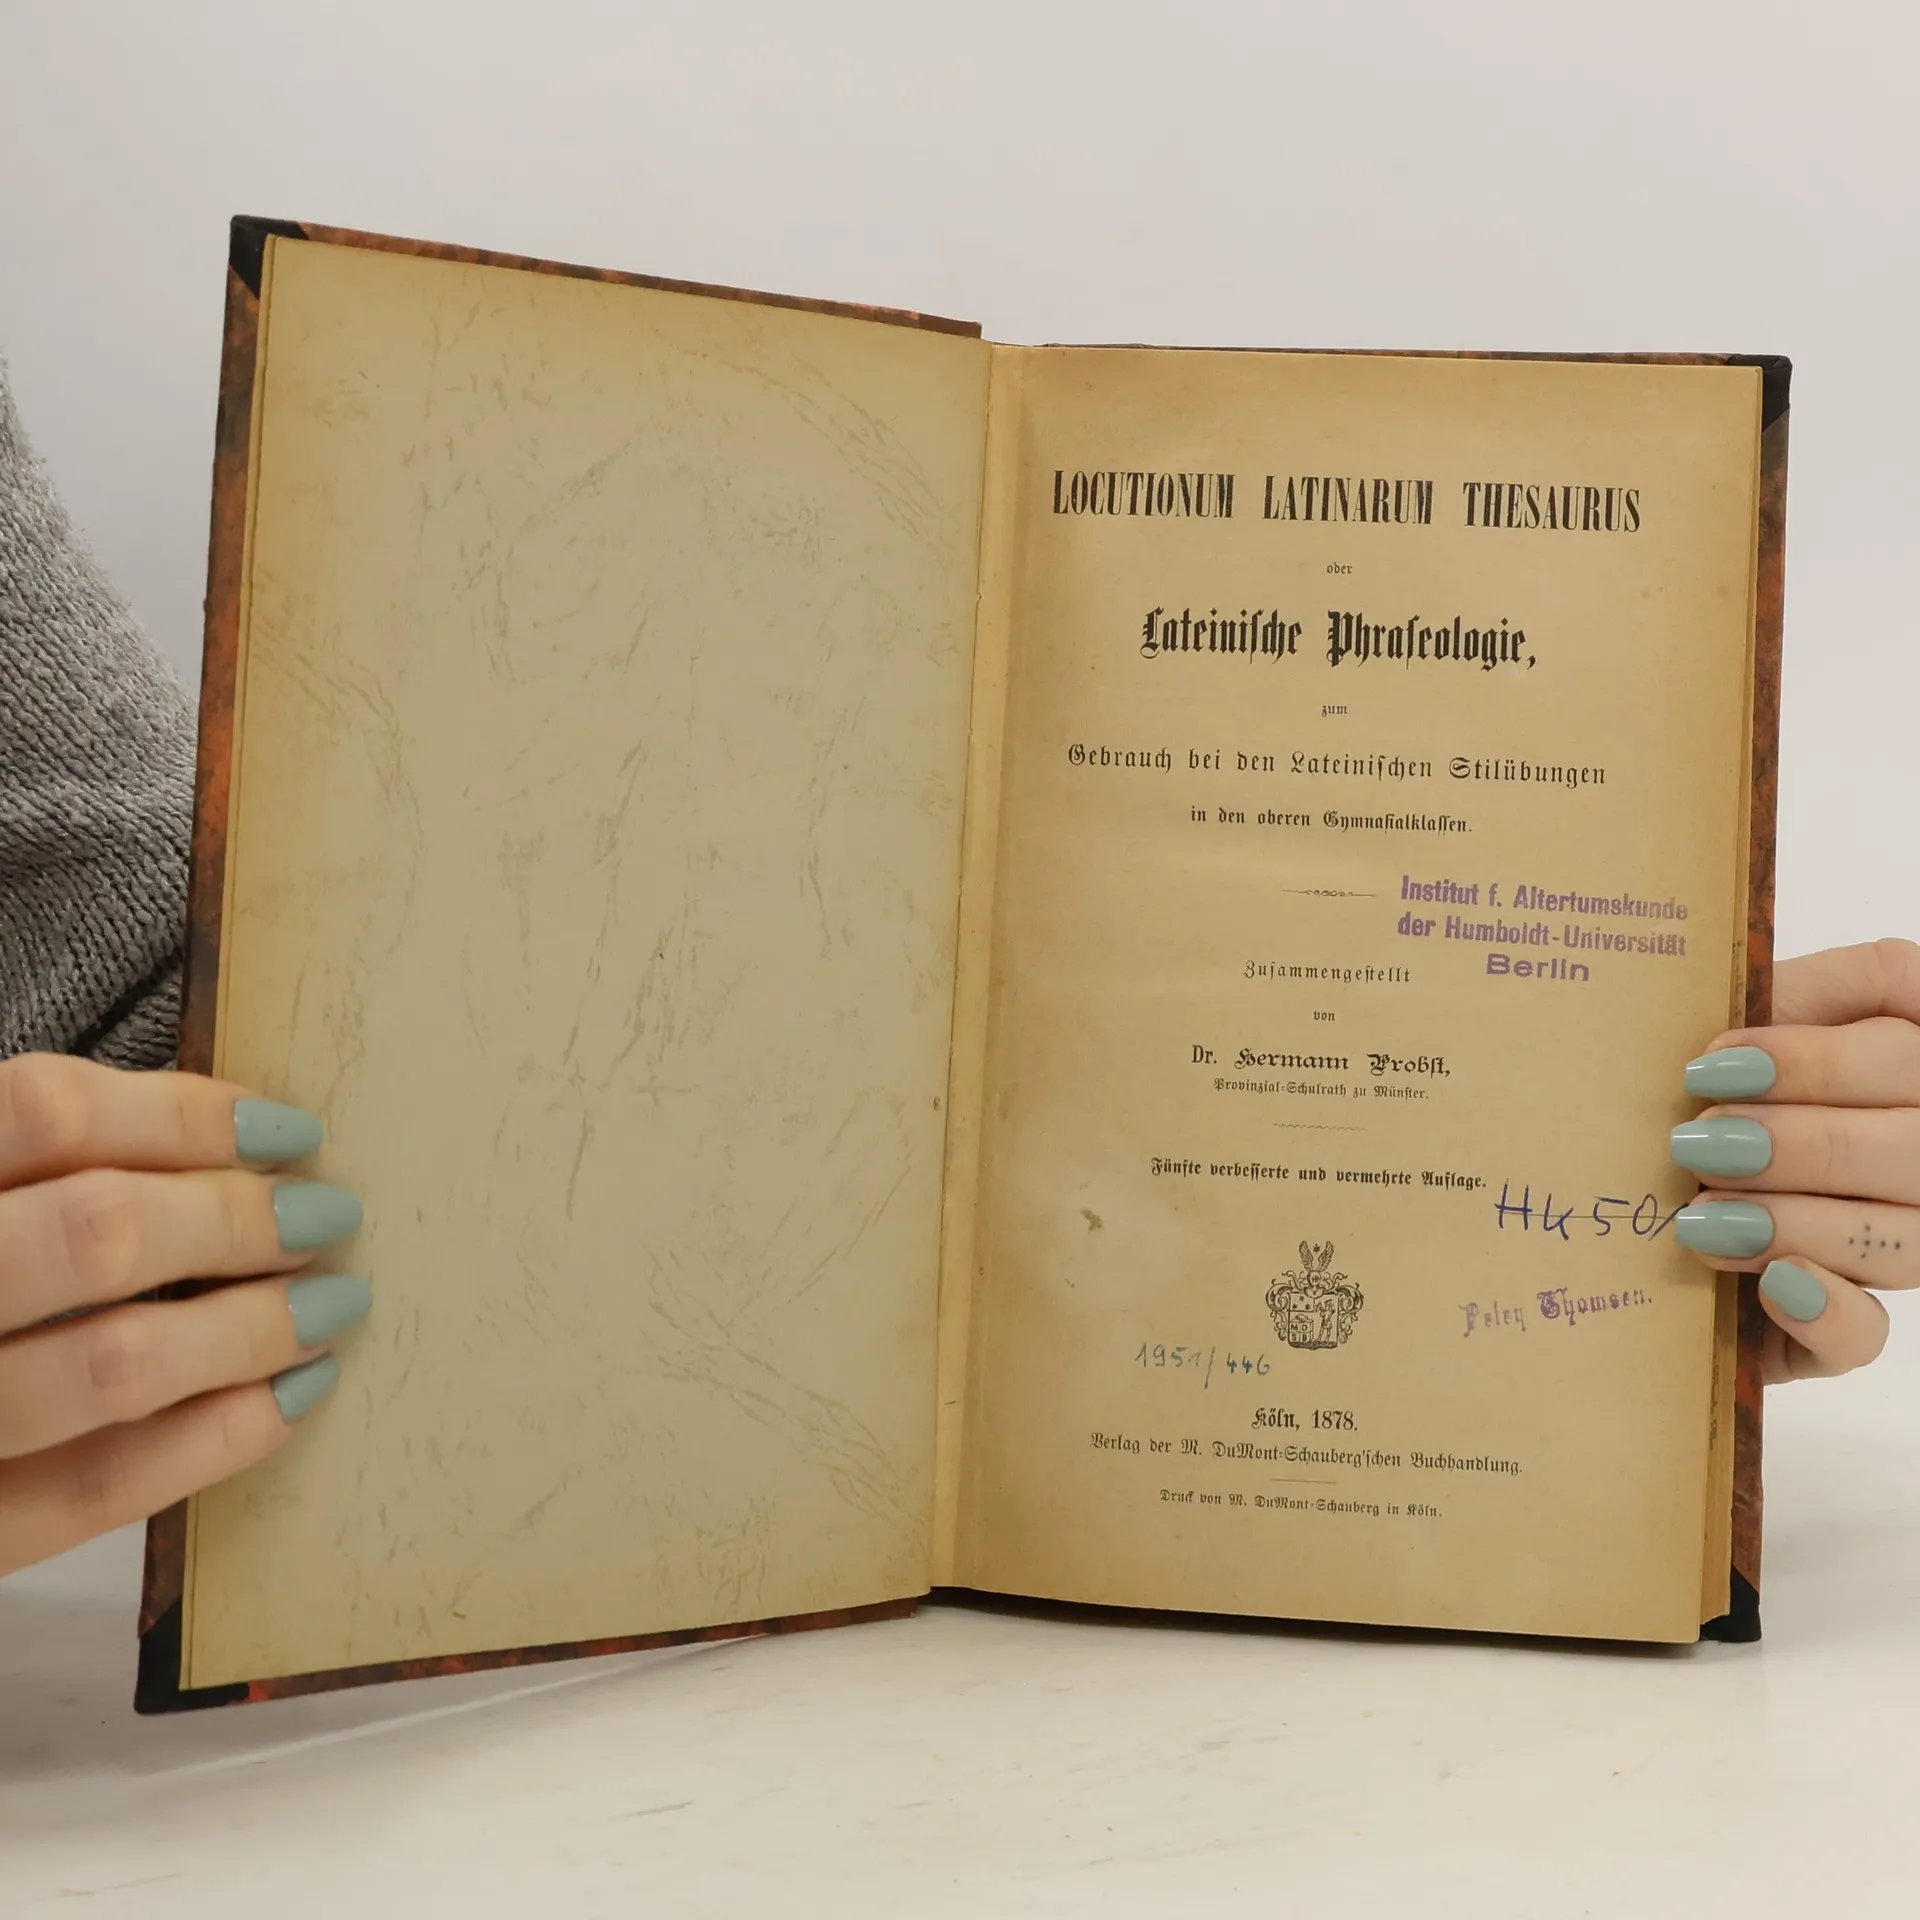 LOCUTIONUM LATINARUM THESAURUS
oder
Lateinische Phraseologie,
zum
Gebrauch bei den Lateinischen Stilübungen
in den oberen Gymnasialklassen.
Institut f. Altertumskunde
der Humboldt-Universität
Berlin
Zusammengestellt
von
Dr. Hermann Probst,
Provinzial-Schulrath zu Münster.
Fünfte verbesserte und vermehrte Auflage.
HK 50
MD
SB
Thomsen.
1951/446
Köln, 1878.
Verlag der M. DuMont-Schauberg'schen Buchhandlung.
Druck von M. DuMont-Schauberg in Köln.